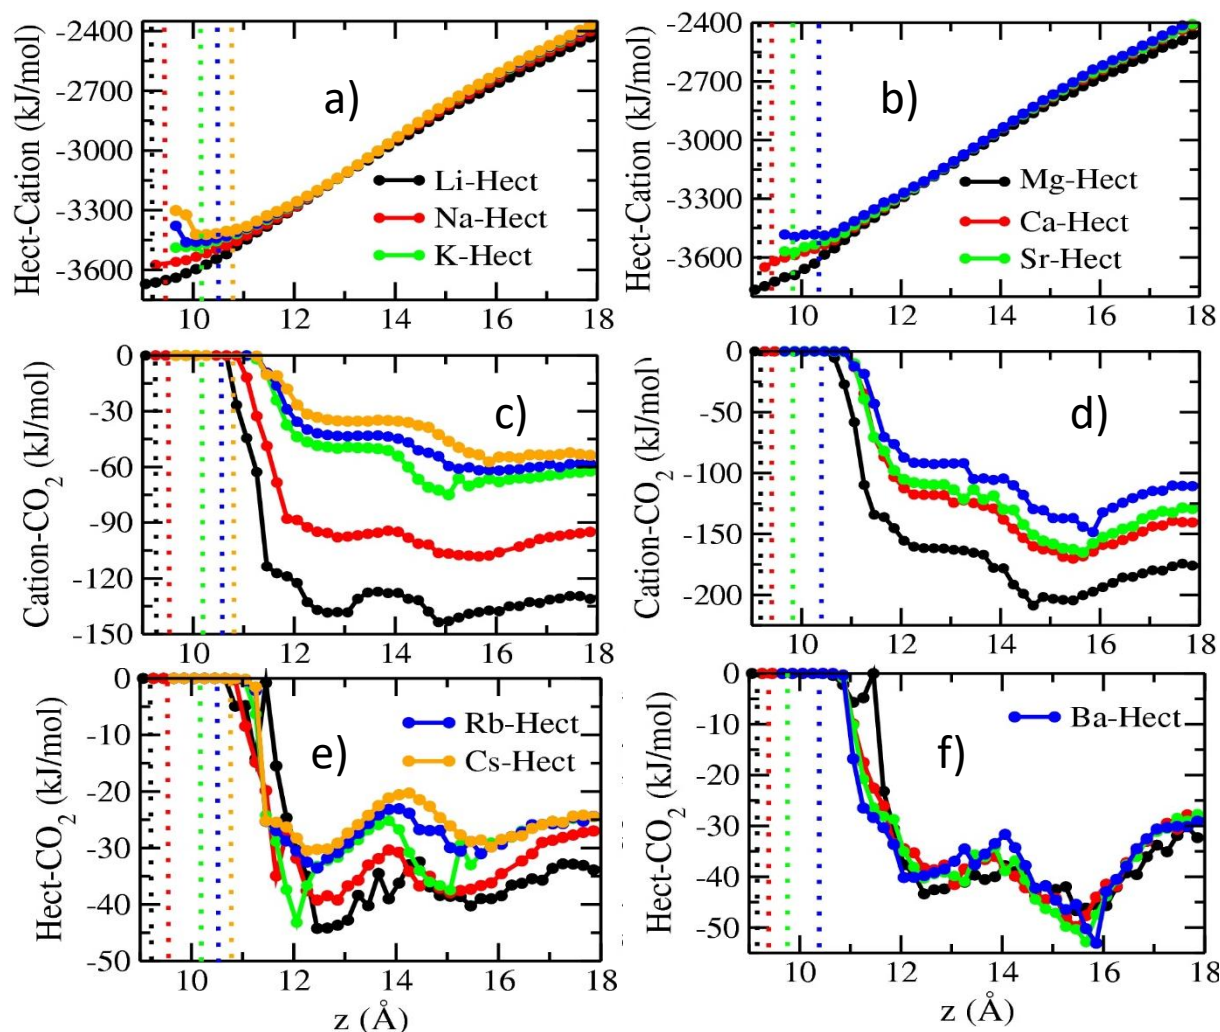 Hect-Cation (kJ/mol)
-2400
-2700
-3000
-3300
-3600
a)
Li-Hect
Na-Hect
K-Hect
10 12 14 16 18
Hect-Cation (kJ/mol)
-2400
-2700
-3000
-3300
-3600
b)
Mg-Hect
Ca-Hect
Sr-Hect
10 12 14 16 18
Cation-CO2 (kJ/mol)
0
-30
-60
-90
-120
-150
c)
10 12 14 16 18
Cation-CO2 (kJ/mol)
0
-50
-100
-150
-200
d)
10 12 14 16 18
Hect-CO2 (kJ/mol)
0
-10
-20
-30
-40
-50
e)
Rb-Hect
Cs-Hect
10 12 14 16 18
z (Å)
Hect-CO2 (kJ/mol)
0
-10
-20
-30
-40
-50
f)
Ba-Hect
10 12 14 16 18
z (Å)